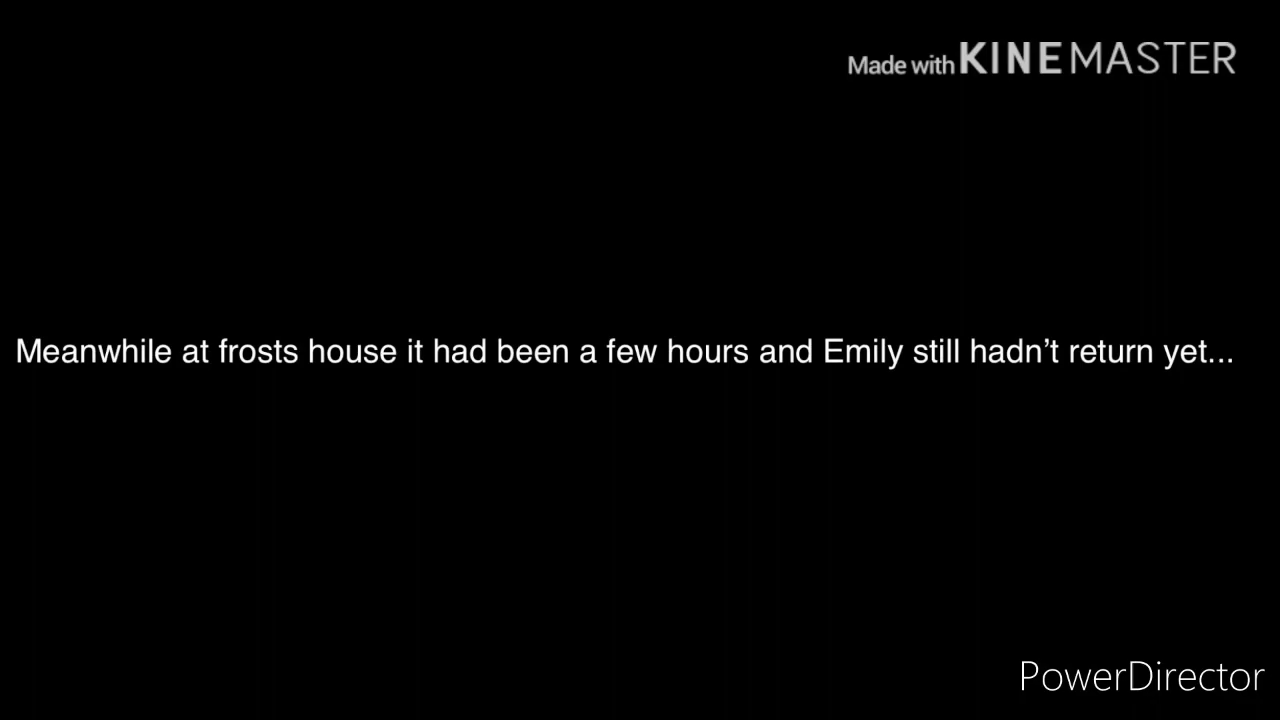 Made with KINEMASTER
Meanwhile at frosts house it had been a few hours and Emily still hadn’t return yet...
PowerDirector